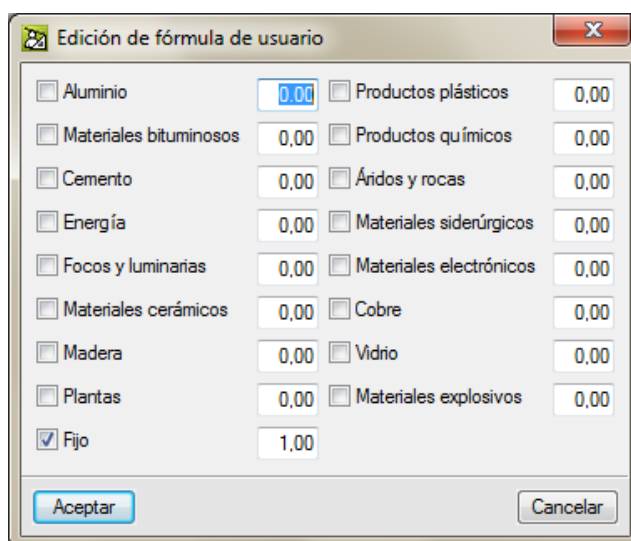 Edición de fórmula de usuario
Aluminio 0.00 Productos plásticos 0,00
Materiales bituminosos 0,00 Productos químicos 0,00
Cemento 0,00 Áridos y rocas 0,00
Energía 0,00 Materiales siderúrgicos 0,00
Focos y luminarias 0,00 Materiales electrónicos 0,00
Materiales cerámicos 0,00 Cobre 0,00
Madera 0,00 Vidrio 0,00
Plantas 0,00 Materiales explosivos 0,00
Fijo 1,00
Aceptar Cancelar